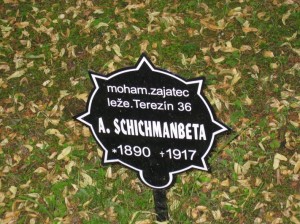 moham.zajatec
leže.Terezín 36
A. SCHICHMANBETA
*1890 +1917